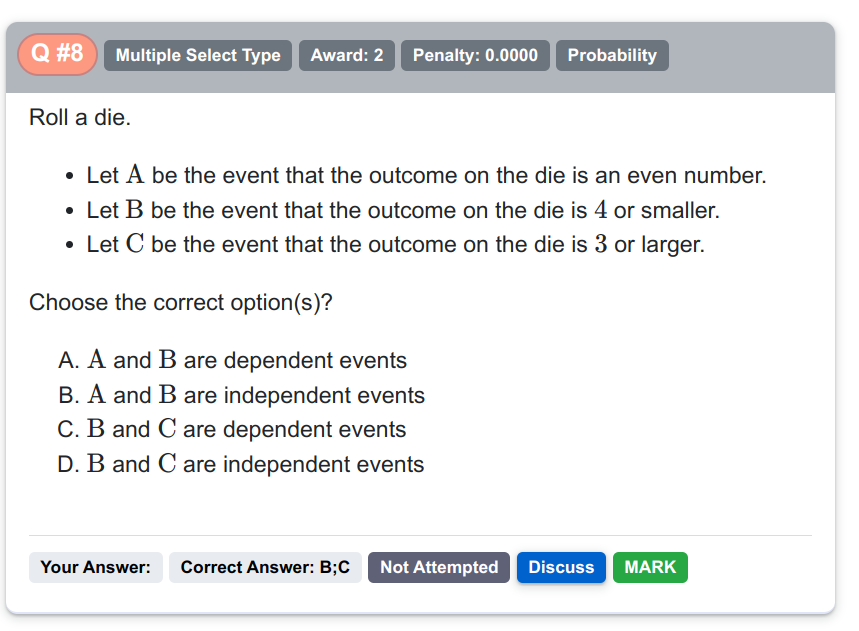 Q #8 Multiple Select Type Award: 2 Penalty: 0.0000 Probability
Roll a die.
• Let A be the event that the outcome on the die is an even number.
• Let B be the event that the outcome on the die is 4 or smaller.
• Let C be the event that the outcome on the die is 3 or larger.
Choose the correct option(s)?
A. A and B are dependent events
B. A and B are independent events
C. B and C are dependent events
D. B and C are independent events
Your Answer: Correct Answer: B;C Not Attempted Discuss MARK